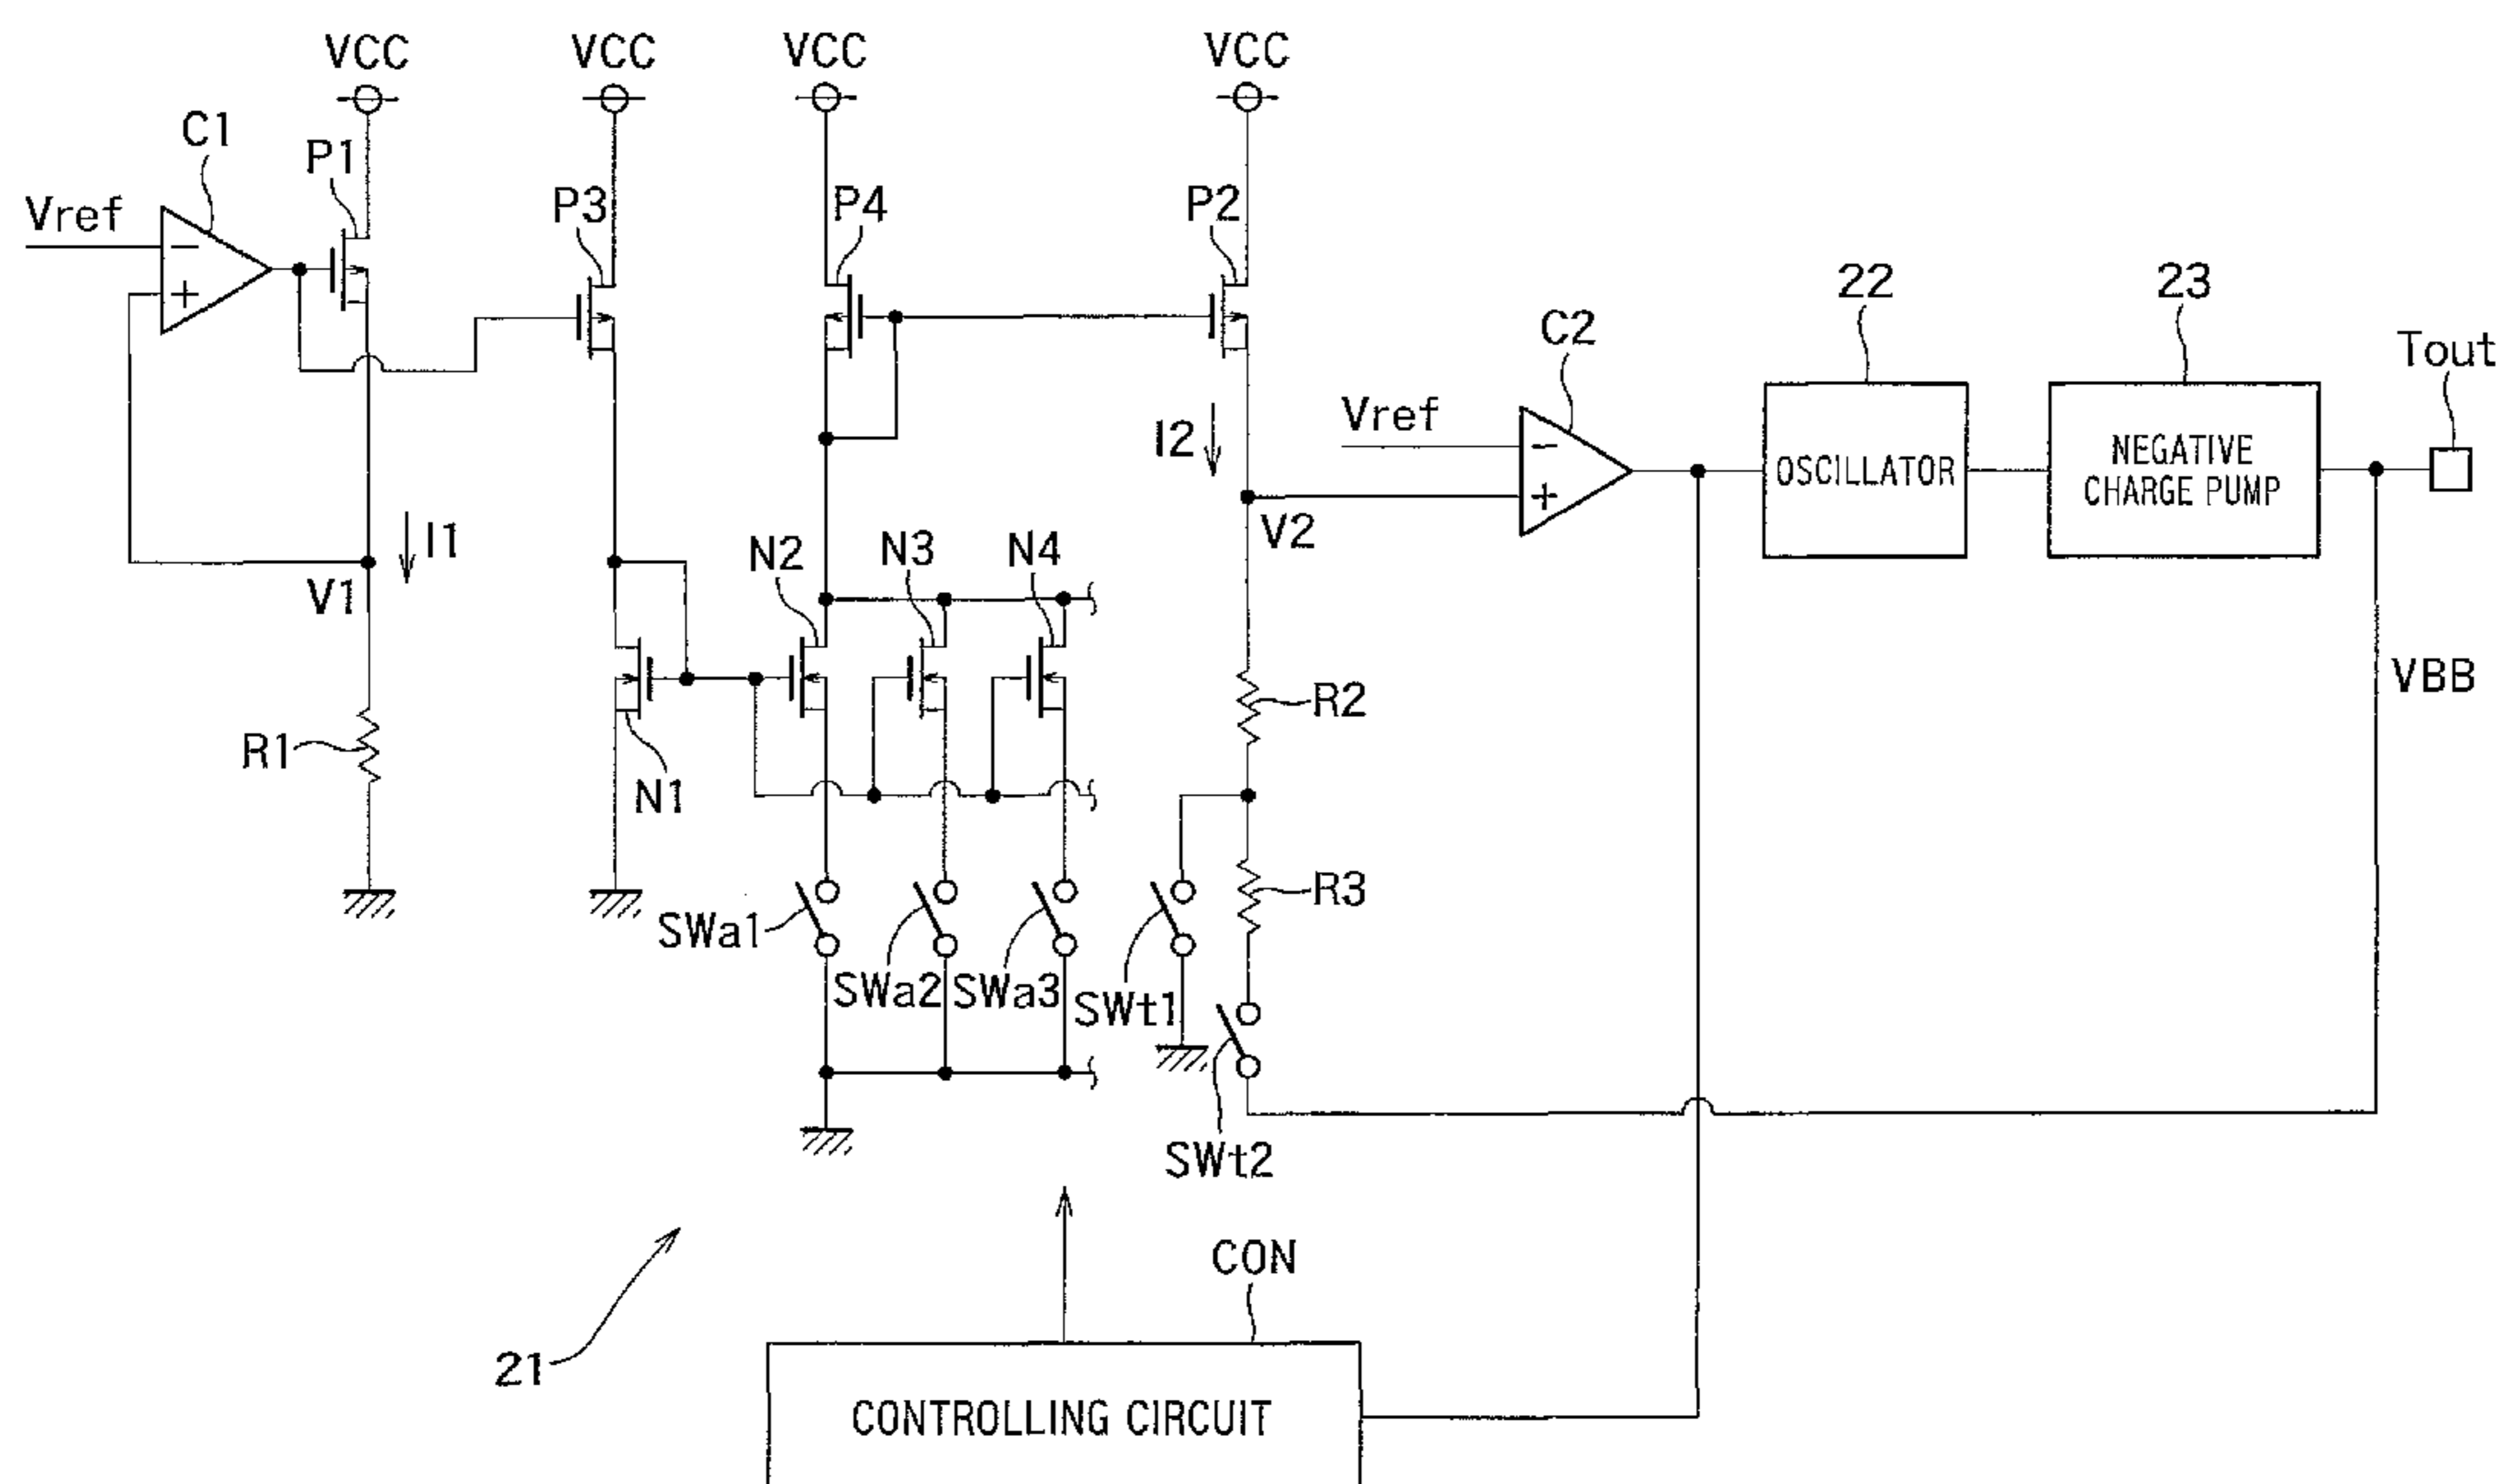 VCC VCC VCC VCC
C1
P1
Vref
P3 P4 P2
22 23
C2
Tout
Vref
I2
OSCILLATOR
NEGATIVE
CHARGE PUMP
I1
V2
N2 N3 N4
V1
VBB
R2
R1
N1
R3
SWa1
SWa2 SWa3 SWt1
SWt2
CON
21
CONTROLLING CIRCUIT